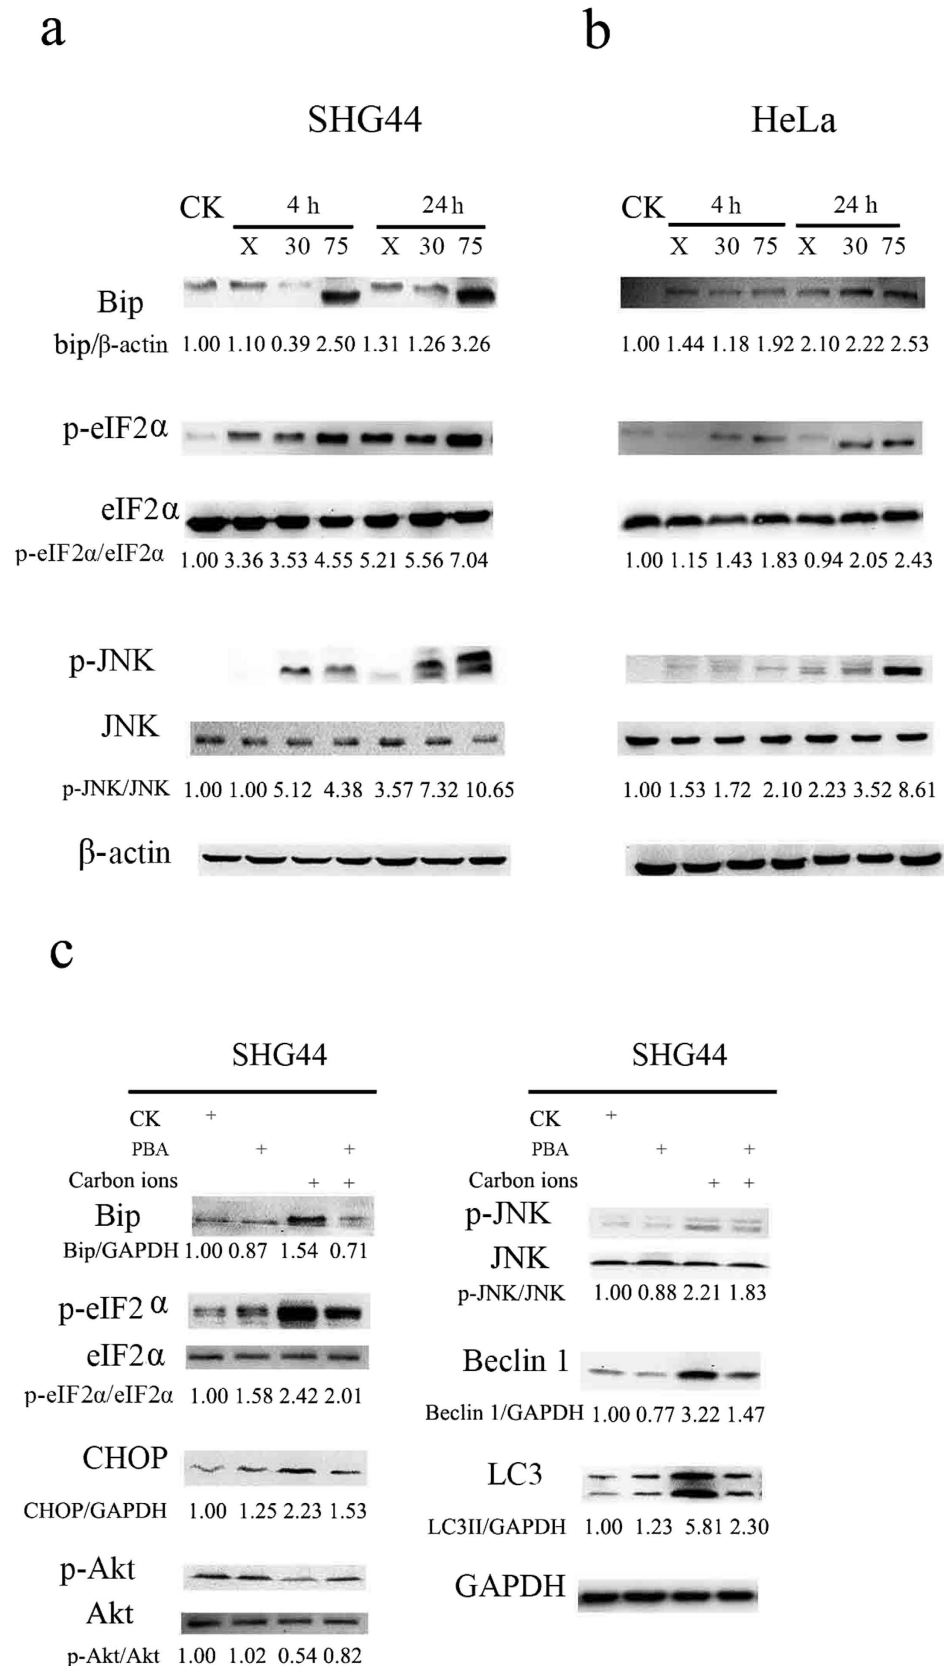 a
SHG44
CK 4 h 24 h
X 30 75 X 30 75
Bip
bip/β-actin 1.00 1.10 0.39 2.50 1.31 1.26 3.26
p-eIF2α
eIF2α
p-eIF2α/eIF2α 1.00 3.36 3.53 4.55 5.21 5.56 7.04
p-JNK
JNK
p-JNK/JNK 1.00 1.00 5.12 4.38 3.57 7.32 10.65
β-actin
b
HeLa
CK 4 h 24 h
X 30 75 X 30 75
1.00 1.44 1.18 1.92 2.10 2.22 2.53
1.00 1.15 1.43 1.83 0.94 2.05 2.43
1.00 1.53 1.72 2.10 2.23 3.52 8.61
c
SHG44
CK +
PBA + +
Carbon ions + +
Bip
Bip/GAPDH 1.00 0.87 1.54 0.71
p-eIF2α
eIF2α
p-eIF2α/eIF2α 1.00 1.58 2.42 2.01
CHOP
CHOP/GAPDH 1.00 1.25 2.23 1.53
p-Akt
Akt
p-Akt/Akt 1.00 1.02 0.54 0.82
SHG44
CK +
PBA + +
Carbon ions + +
p-JNK
JNK
p-JNK/JNK 1.00 0.88 2.21 1.83
Beclin 1
Beclin 1/GAPDH 1.00 0.77 3.22 1.47
LC3
LC3II/GAPDH 1.00 1.23 5.81 2.30
GAPDH